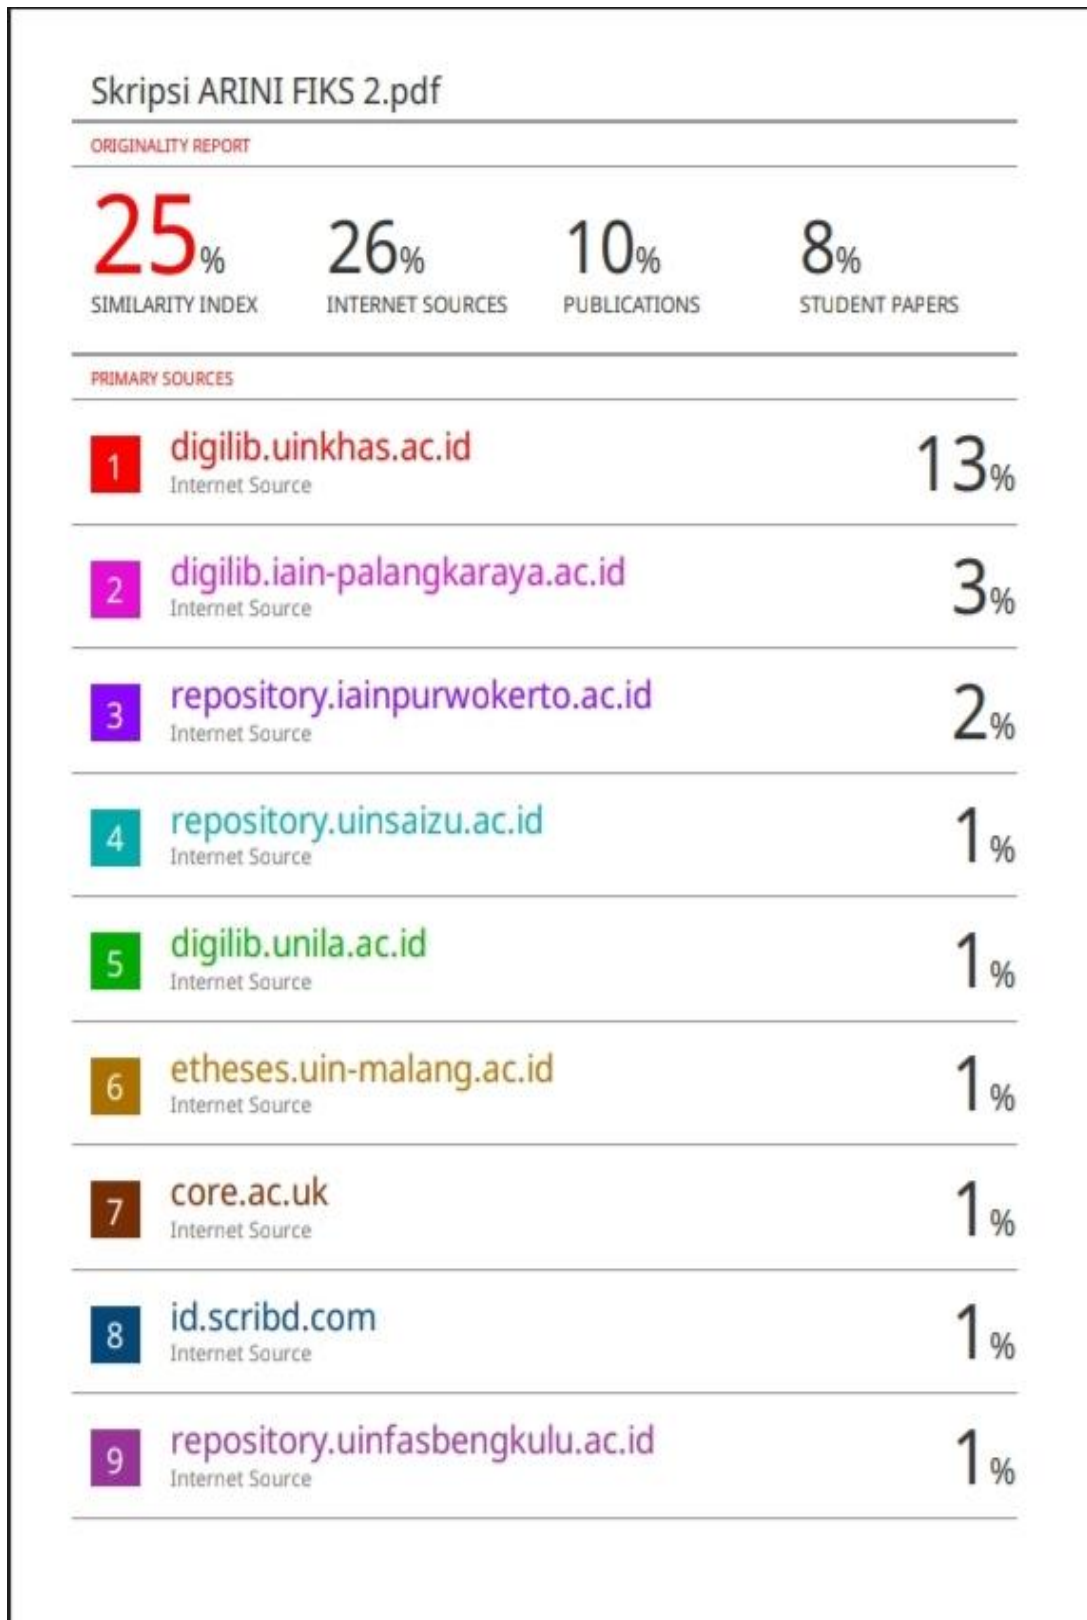 Skripsi ARINI FIKS 2.pdf
ORIGINALITY REPORT
25% 26% 10% 8%
SIMILARITY INDEX INTERNET SOURCES PUBLICATIONS STUDENT PAPERS
PRIMARY SOURCES
1 digilib.uinkhas.ac.id 13%
Internet Source
2 digilib.iain-palangkaraya.ac.id 3%
Internet Source
3 repository.iainpurwokerto.ac.id 2%
Internet Source
4 repository.uinsaizu.ac.id 1%
Internet Source
5 digilib.unila.ac.id 1%
Internet Source
6 etheses.uin-malang.ac.id 1%
Internet Source
7 core.ac.uk 1%
Internet Source
8 id.scribd.com 1%
Internet Source
9 repository.uinfasbengkulu.ac.id 1%
Internet Source